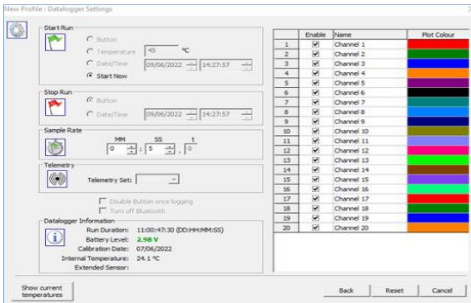 New Profile : Datalogger Settings
Start Run
Button
Temperature 45 °C
Date/Time 09/06/2022 14:27:57
Start Now
Stop Run
Button
Date/Time 09/06/2022 14:27:57
Sample Rate
MM SS t
0 : 5 . 0
Telemetry
Telemetry Set:
Disable Button once logging
Turn off Bluetooth
Datalogger Information
Run Duration: 11:00:47:30 (DD:HH:MM:SS)
Battery Level: 2.98 V
Calibration Date: 07/06/2022
Internal Temperature: 24.1 °C
Extended Sensor:
Show current temperatures
Enable Name Plot Colour
1 Channel 1
2 Channel 2
3 Channel 3
4 Channel 4
5 Channel 5
6 Channel 6
7 Channel 7
8 Channel 8
9 Channel 9
10 Channel 10
11 Channel 11
12 Channel 12
13 Channel 13
14 Channel 14
15 Channel 15
16 Channel 16
17 Channel 17
18 Channel 18
19 Channel 19
20 Channel 20
Back Reset Cancel